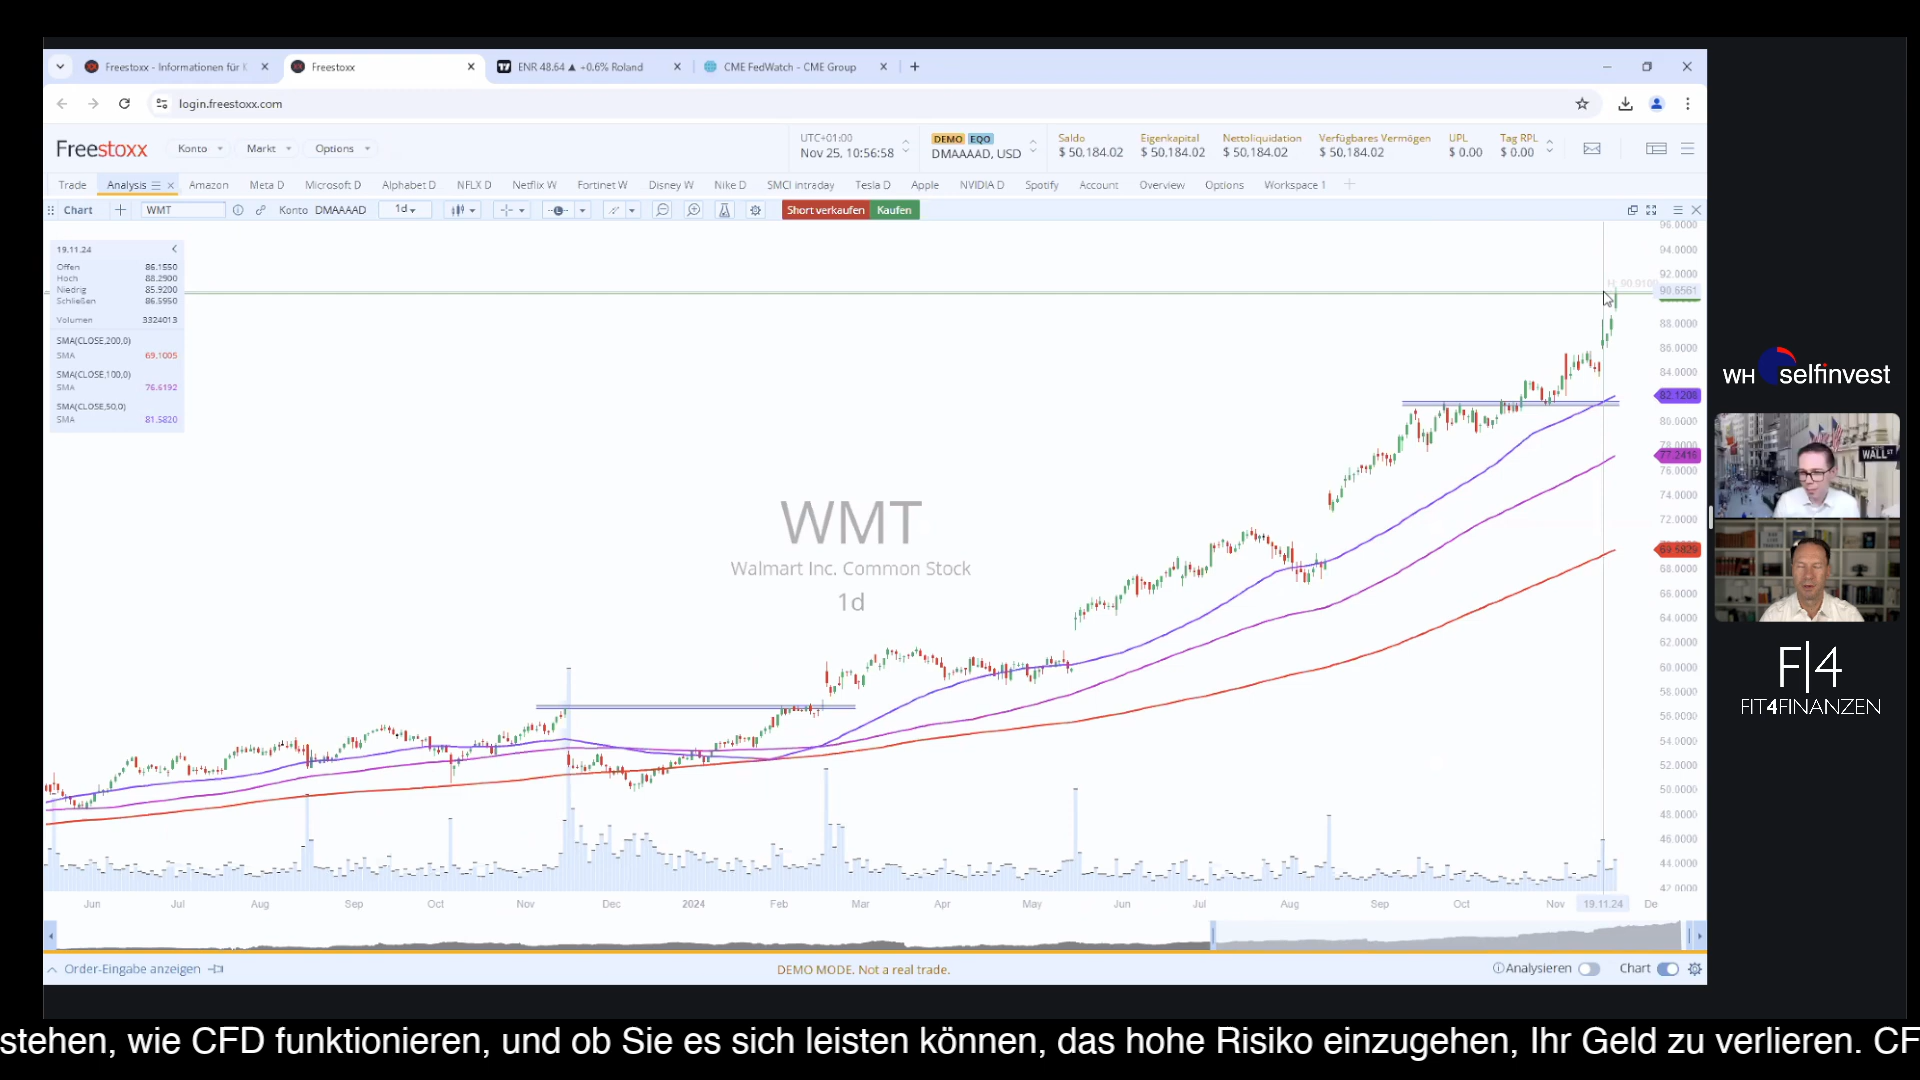 Freestoxx - Informationen für K
Freestoxx
ENR 48.64 ▲ +0.6% Roland
CME FedWatch - CME Group
login.freestoxx.com
Freestoxx
Konto
Markt
Options
UTC+01:00
Nov 25, 10:56:58
DEMO EQO
DMAAAAD, USD
Saldo
$ 50,184.02
Eigenkapital
$ 50,184.02
Nettoliquidation
$ 50,184.02
Verfügbares Vermögen
$ 50,184.02
UPL
$ 0.00
Tag RPL
$ 0.00
Trade Analysis Amazon Meta D Microsoft D Alphabet D NFLX D Netflix W Fortinet W Disney W Nike D SMCI intraday Tesla D Apple NVIDIA D Spotify Account Overview Options Workspace 1
Chart WMT Konto DMAAAAD 1d Short verkaufen Kaufen
19.11.24
Offen 86.1550
Hoch 88.2900
Niedrig 85.9200
Schließen 86.5950
Volumen 3324013
SMA(CLOSE,200,0)
SMA 69.1005
SMA(CLOSE,100,0)
SMA 76.6192
SMA(CLOSE,50,0)
SMA 81.5820
WMT
Walmart Inc. Common Stock
1d
96.0000
94.0000
92.0000
H: 90.9100
90.6561
88.0000
86.0000
84.0000
82.1208
80.0000
78.0000
77.2416
76.0000
74.0000
72.0000
69.5829
68.0000
66.0000
64.0000
62.0000
60.0000
58.0000
56.0000
54.0000
52.0000
50.0000
48.0000
46.0000
44.0000
42.0000
Jun Jul Aug Sep Oct Nov Dec 2024 Feb Mar Apr May Jun Jul Aug Sep Oct Nov 19.11.24 De
Order-Eingabe anzeigen
DEMO MODE. Not a real trade.
Analysieren
Chart
WH selfinvest
WALL ST
F|4
FIT4FINANZEN
stehen, wie CFD funktionieren, und ob Sie es sich leisten können, das hohe Risiko einzugehen, Ihr Geld zu verlieren. CF